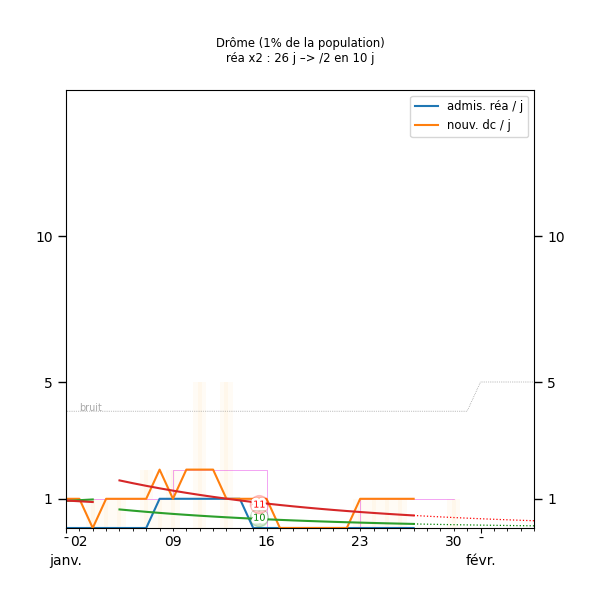 Drôme (1% de la population)
réa x2 : 26 j –> /2 en 10 j
admis. réa / j
nouv. dc / j
10 10
5 5
bruit
1 1
11
-10
02 09 16 23 30 -
janv. févr.